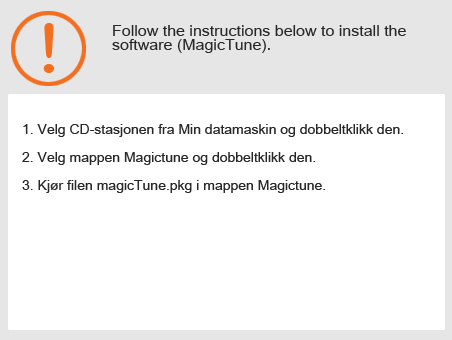 Follow the instructions below to install the
software (MagicTune).
1. Velg CD-stasjonen fra Min datamaskin og dobbeltklikk den.
2. Velg mappen Magictune og dobbeltklikk den.
3. Kjør filen magicTune.pkg i mappen Magictune.